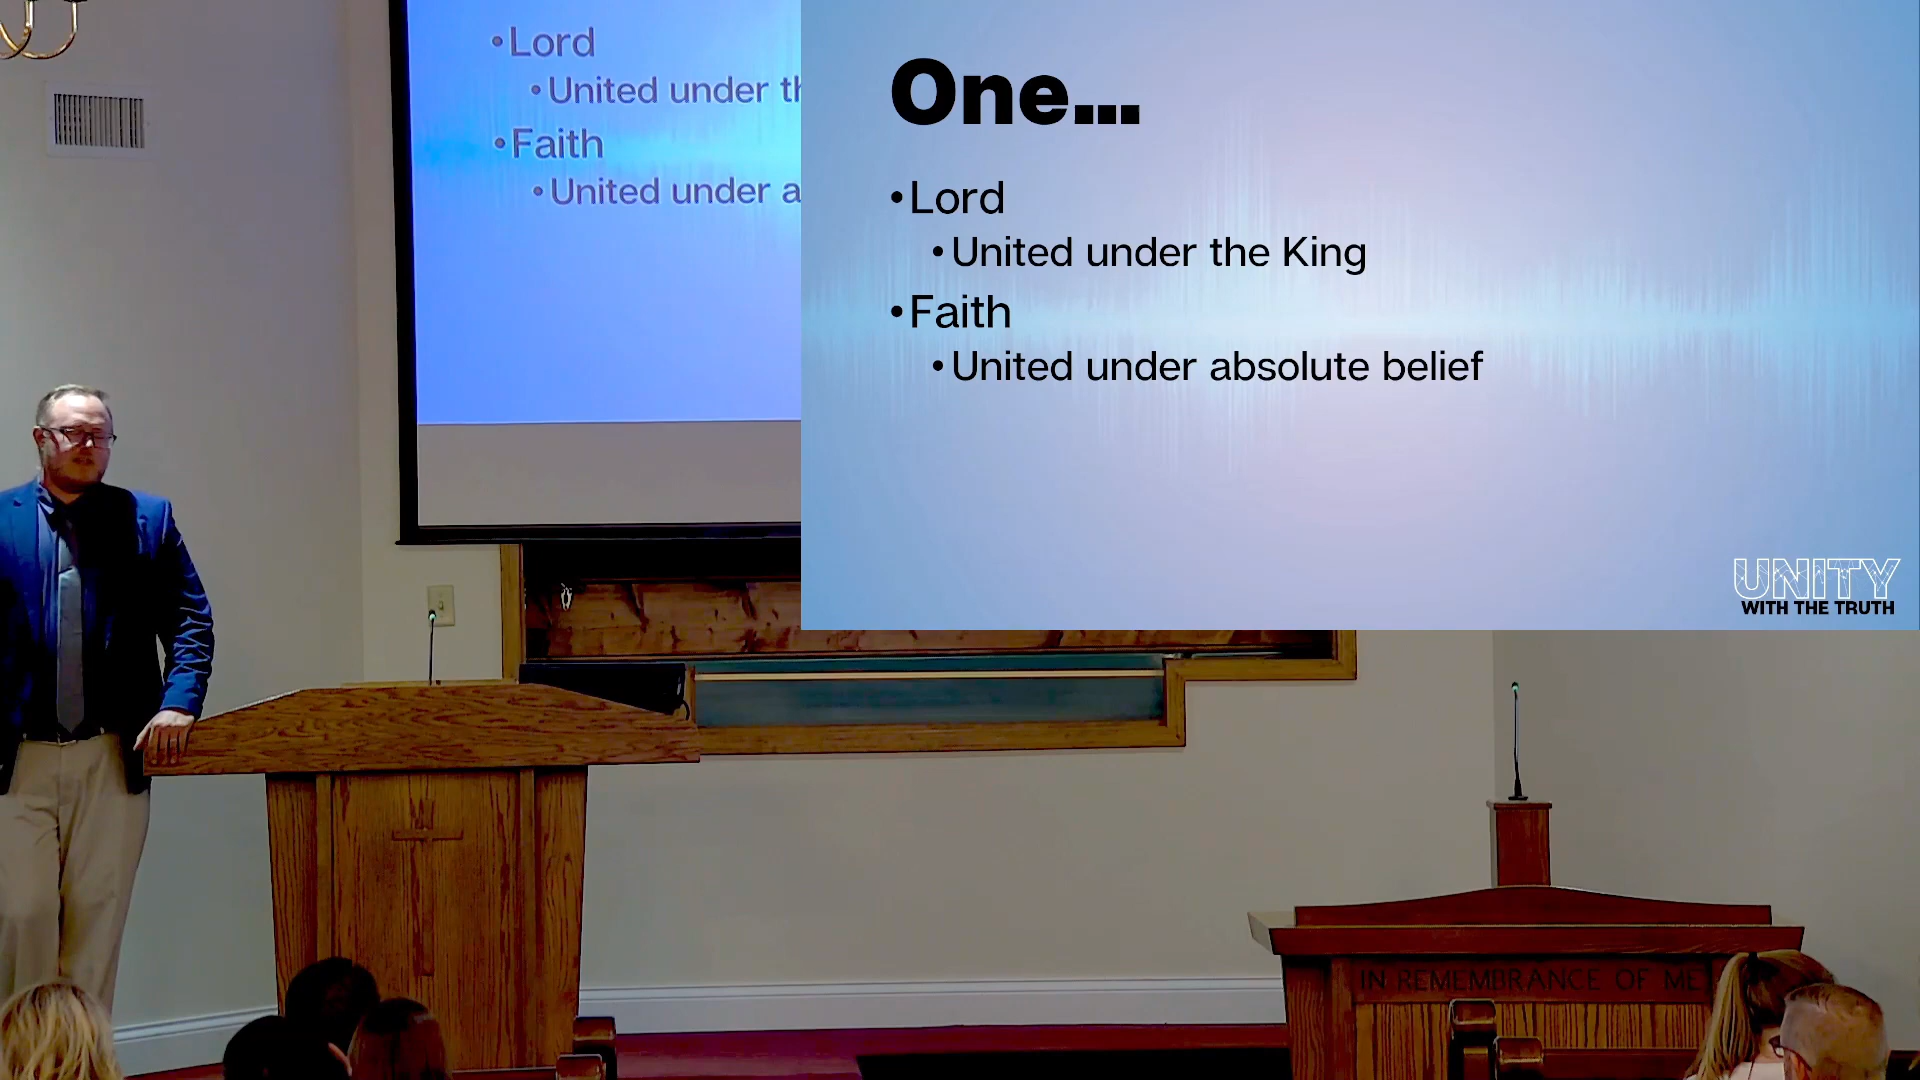 •Lord
•United under th
•Faith
•United under a
One...
•Lord
•United under the King
•Faith
•United under absolute belief
UNITY
WITH THE TRUTH
IN REMEMBRANCE OF ME